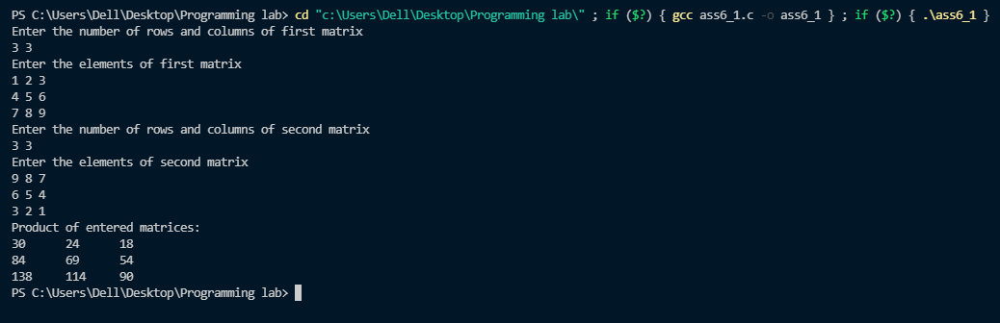 PS C:\Users\Dell\Desktop\Programming lab> cd "c:\Users\Dell\Desktop\Programming lab\" ; if ($?) { gcc ass6_1.c -o ass6_1 } ; if ($?) { .\ass6_1 }
Enter the number of rows and columns of first matrix
3 3
Enter the elements of first matrix
1 2 3
4 5 6
7 8 9
Enter the number of rows and columns of second matrix
3 3
Enter the elements of second matrix
9 8 7
6 5 4
3 2 1
Product of entered matrices:
30 24 18
84 69 54
138 114 90
PS C:\Users\Dell\Desktop\Programming lab>